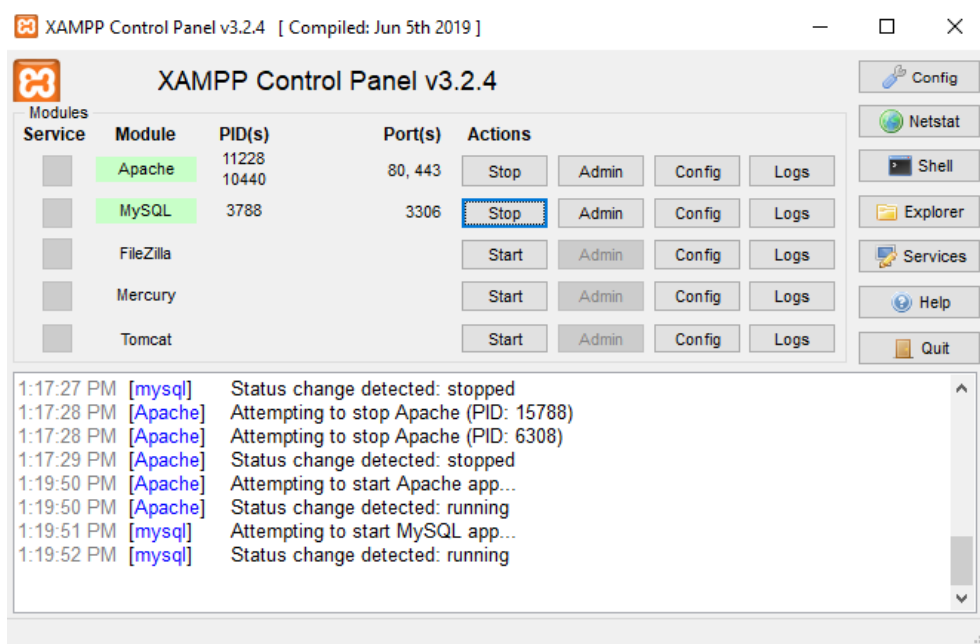 XAMPP Control Panel v3.2.4 [ Compiled: Jun 5th 2019 ]
XAMPP Control Panel v3.2.4
Config
Netstat
Shell
Explorer
Services
Help
Quit
Modules
Service Module PID(s) Port(s) Actions
Apache 11228 10440 80, 443 Stop Admin Config Logs
MySQL 3788 3306 Stop Admin Config Logs
FileZilla Start Admin Config Logs
Mercury Start Admin Config Logs
Tomcat Start Admin Config Logs
1:17:27 PM [mysql] Status change detected: stopped
1:17:28 PM [Apache] Attempting to stop Apache (PID: 15788)
1:17:28 PM [Apache] Attempting to stop Apache (PID: 6308)
1:17:29 PM [Apache] Status change detected: stopped
1:19:50 PM [Apache] Attempting to start Apache app...
1:19:50 PM [Apache] Status change detected: running
1:19:51 PM [mysql] Attempting to start MySQL app...
1:19:52 PM [mysql] Status change detected: running